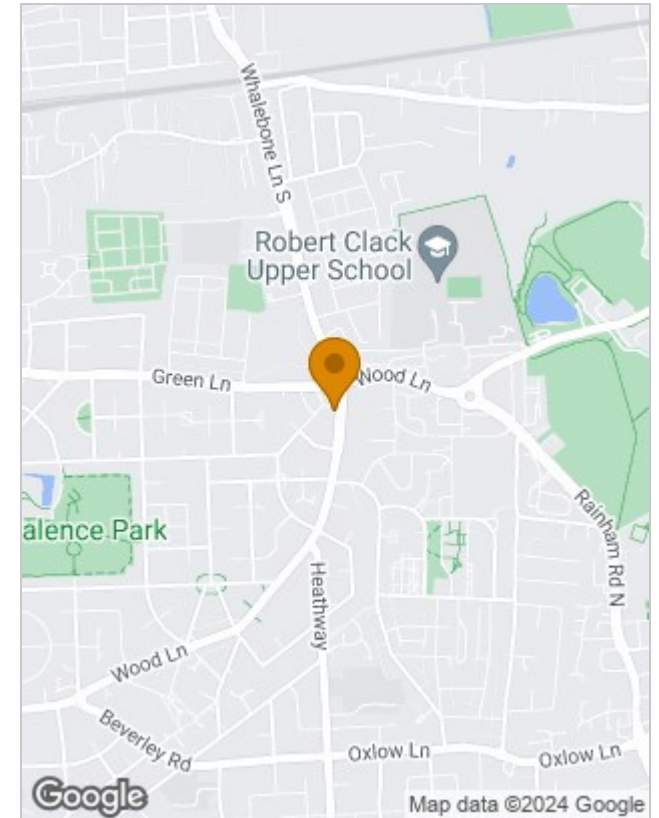 Whalebone Ln S
Robert Clack
Upper School
Green Ln
Wood Ln
Rainham Rd N
alence Park
Heathway
Wood Ln
Beverley Rd
Oxlow Ln
Oxlow Ln
Google
Map data ©2024 Google